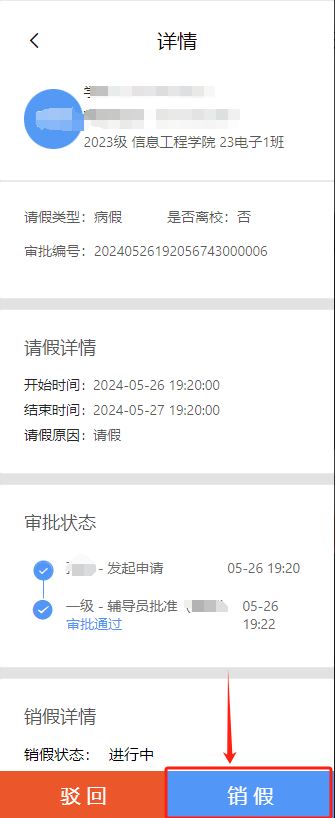 详情
2023级 信息工程学院 23电子1班
请假类型：病假 是否离校：否
审批编号：20240526192056743000006
请假详情
开始时间：2024-05-26 19:20:00
结束时间：2024-05-27 19:20:00
请假原因：请假
审批状态
- 发起申请 05-26 19:20
一级 - 辅导员批准（ 05-26
审批通过 19:22
销假详情
销假状态： 进行中
驳回 销假